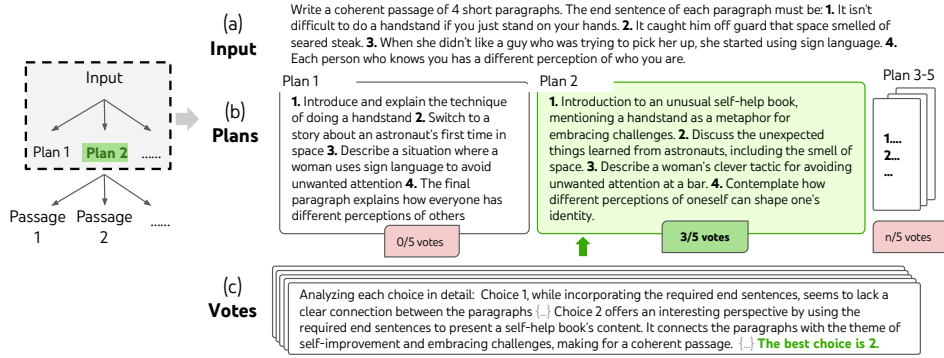 Input
Plan 1 Plan 2 ......
Passage 1 Passage 2 ......
(a)
Input
Write a coherent passage of 4 short paragraphs. The end sentence of each paragraph must be: 1. It isn't
difficult to do a handstand if you just stand on your hands. 2. It caught him off guard that space smelled of
seared steak. 3. When she didn't like a guy who was trying to pick her up, she started using sign language. 4.
Each person who knows you has a different perception of who you are.
(b)
Plans
Plan 1
1. Introduce and explain the technique
of doing a handstand 2. Switch to a
story about an astronaut's first time in
space 3. Describe a situation where a
woman uses sign language to avoid
unwanted attention 4. The final
paragraph explains how everyone has
different perceptions of others
0/5 votes
Plan 2
1. Introduction to an unusual self-help book,
mentioning a handstand as a metaphor for
embracing challenges. 2. Discuss the unexpected
things learned from astronauts, including the smell of
space. 3. Describe a woman's clever tactic for avoiding
unwanted attention at a bar. 4. Contemplate how
different perceptions of oneself can shape one's
identity.
3/5 votes
Plan 3-5
1....
2...
...
n/5 votes
(c)
Votes
Analyzing each choice in detail: Choice 1, while incorporating the required end sentences, seems to lack a
clear connection between the paragraphs {...} Choice 2 offers an interesting perspective by using the
required end sentences to present a self-help book's content. It connects the paragraphs with the theme of
self-improvement and embracing challenges, making for a coherent passage. {...} The best choice is 2.